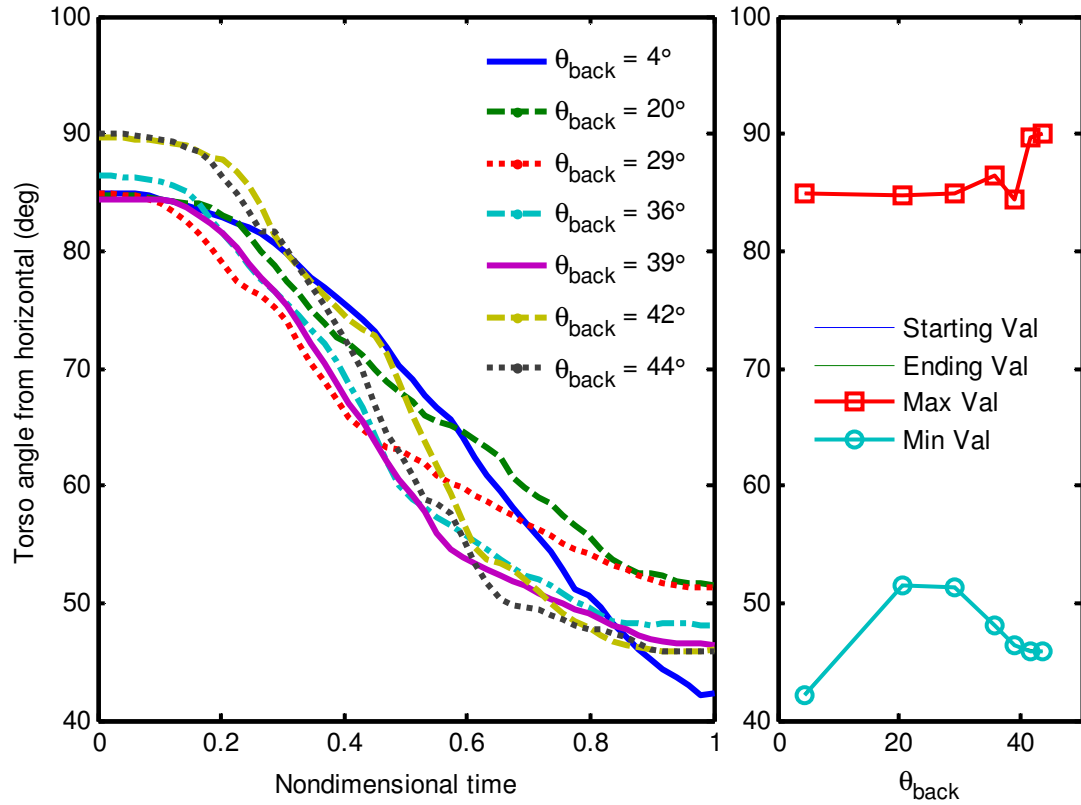 100
90
80
70
60
50
40
Torso angle from horizontal (deg)
0
0.2
0.4
0.6
0.8
1
Nondimensional time
θback = 4°
θback = 20°
θback = 29°
θback = 36°
θback = 39°
θback = 42°
θback = 44°
100
90
80
70
60
50
40
Starting Val
Ending Val
Max Val
Min Val
0
20
40
θback